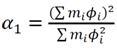 α₁ = (∑ mᵢϕᵢ)² / ∑ mᵢϕᵢ²